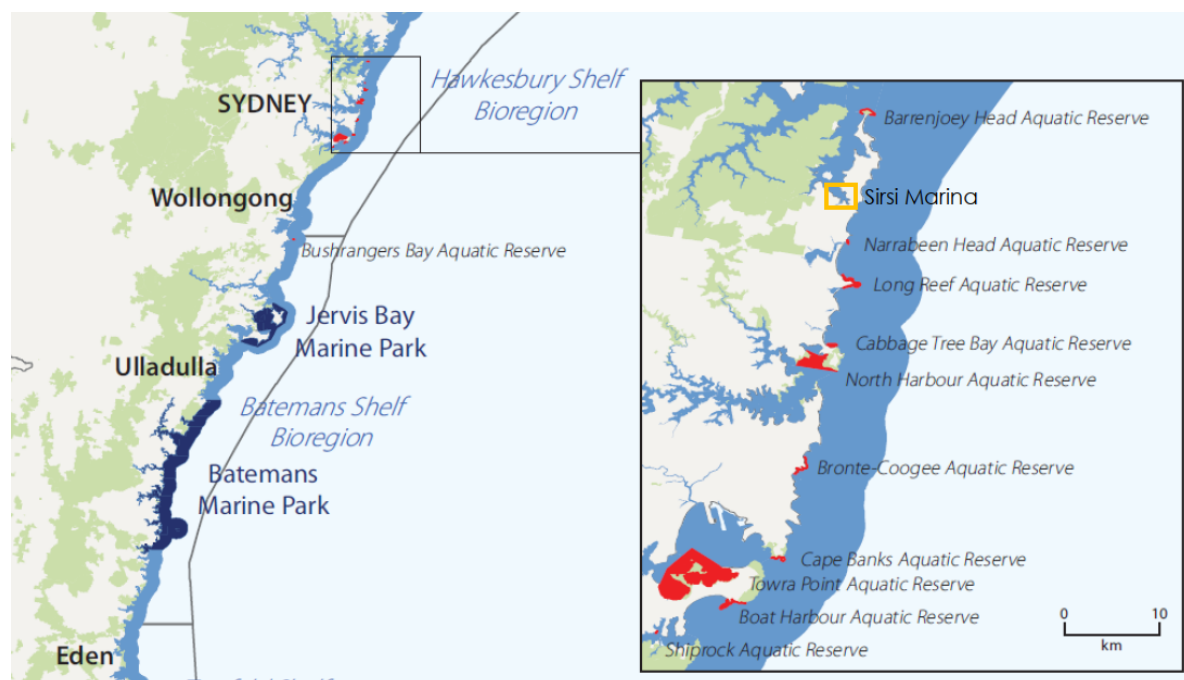 Hawkesbury Shelf
Bioregion
SYDNEY
Wollongong
Bushrangers Bay Aquatic Reserve
Jervis Bay
Marine Park
Ulladulla
Batemans Shelf
Bioregion
Batemans
Marine Park
Eden
Barrenjoey Head Aquatic Reserve
Sirsi Marina
Narrabeen Head Aquatic Reserve
Long Reef Aquatic Reserve
Cabbage Tree Bay Aquatic Reserve
North Harbour Aquatic Reserve
Bronte-Coogee Aquatic Reserve
Cape Banks Aquatic Reserve
Towra Point Aquatic Reserve
Boat Harbour Aquatic Reserve
Shiprock Aquatic Reserve
0 10
km